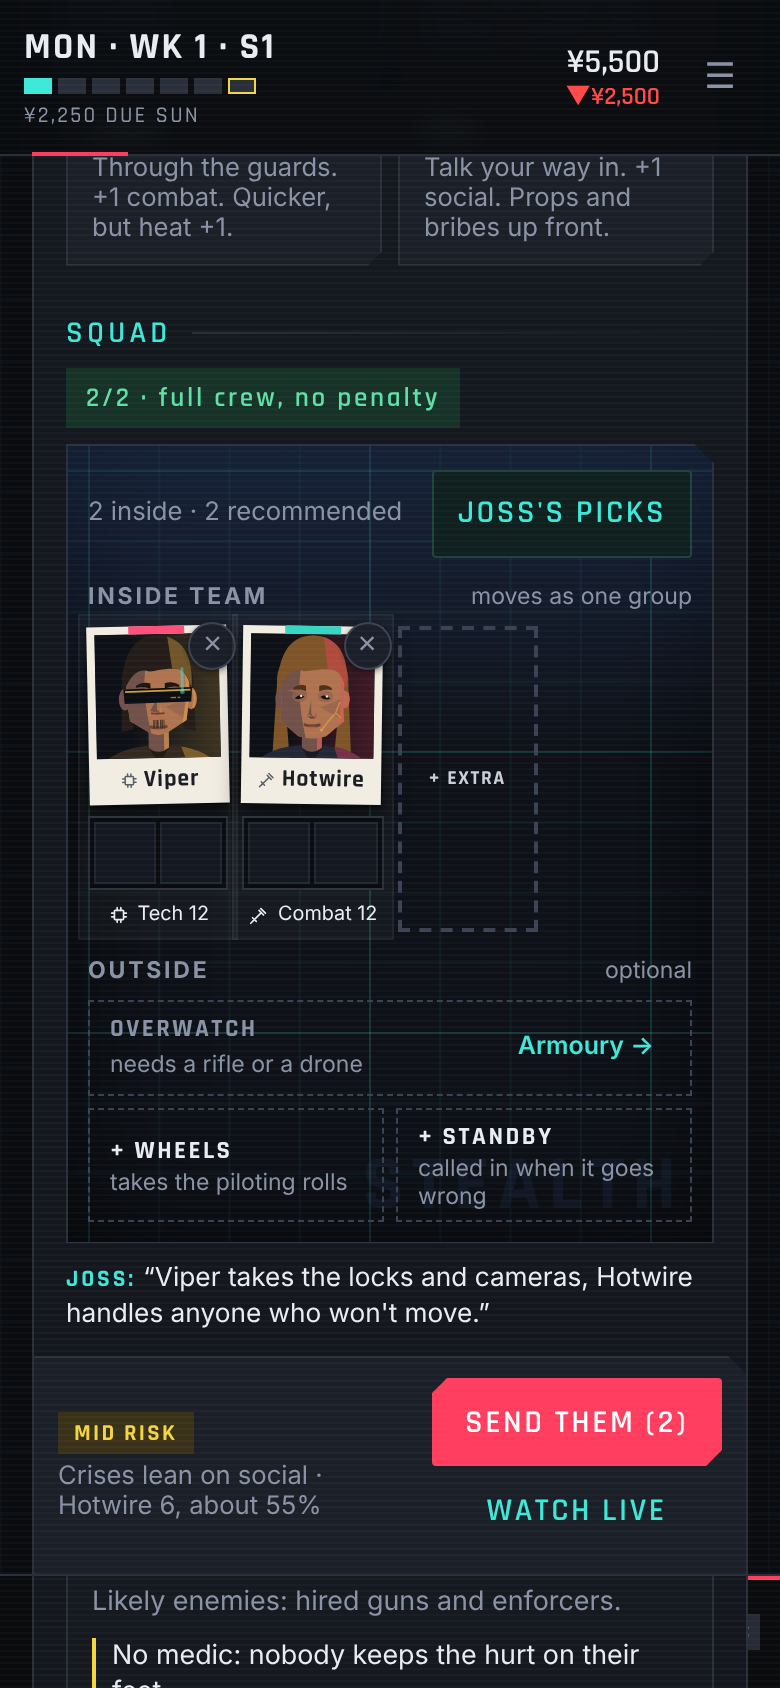 MON · WK 1 · S1
¥2,250 DUE SUN
¥5,500
▼¥2,500
☰
Through the guards.
+1 combat. Quicker,
but heat +1.
Talk your way in. +1
social. Props and
bribes up front.
SQUAD
2/2 · full crew, no penalty
2 inside · 2 recommended
JOSS'S PICKS
INSIDE TEAM
moves as one group
Viper
Hotwire
+ EXTRA
Tech 12
Combat 12
OUTSIDE
optional
OVERWATCH
needs a rifle or a drone
Armoury →
+ WHEELS
takes the piloting rolls
+ STANDBY
called in when it goes
wrong
STEALTH
JOSS: “Viper takes the locks and cameras, Hotwire
handles anyone who won't move.”
MID RISK
Crises lean on social ·
Hotwire 6, about 55%
SEND THEM (2)
WATCH LIVE
Likely enemies: hired guns and enforcers.
No medic: nobody keeps the hurt on their
feet